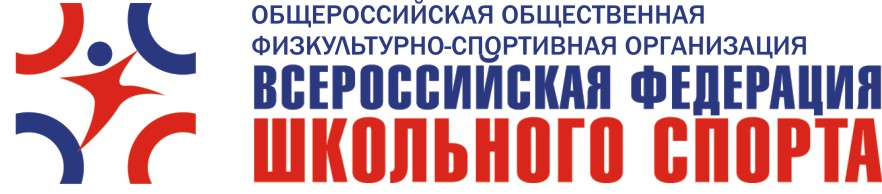 ОБЩЕРОССИЙСКАЯ ОБЩЕСТВЕННАЯ
ФИЗКУЛЬТУРНО-СПОРТИВНАЯ ОРГАНИЗАЦИЯ
ВСЕРОССИЙСКАЯ ФЕДЕРАЦИЯ
ШКОЛЬНОГО СПОРТА